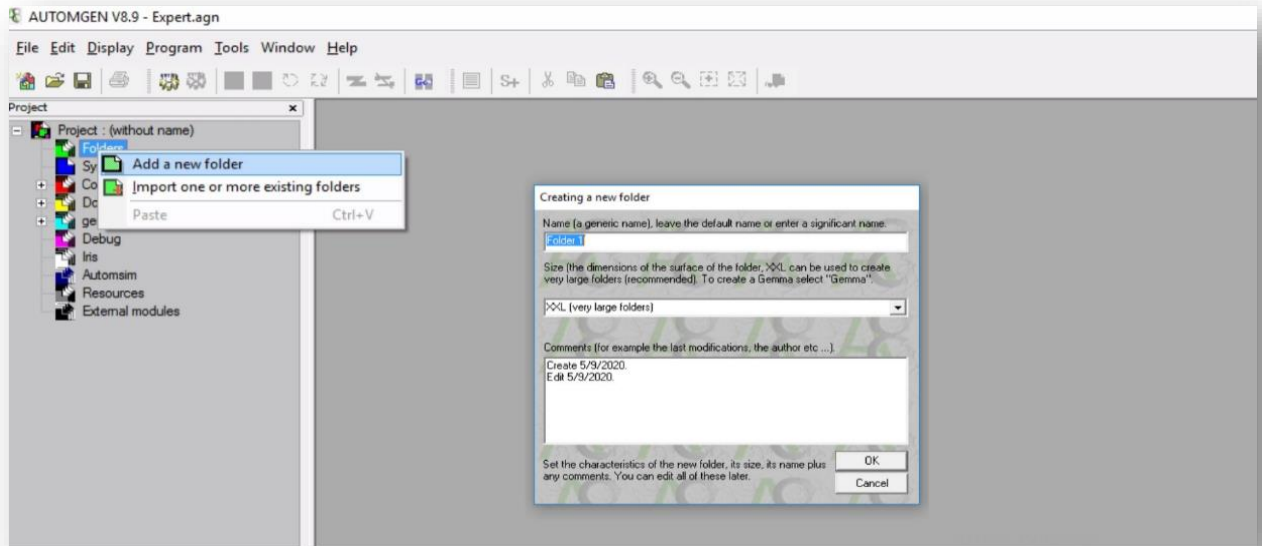 AUTOMGEN V8.9 - Expert.agn
File Edit Display Program Tools Window Help
S+
Project x
Project : (without name)
Folders
Sy
Co
Do
ge
Debug
Iris
Automsim
Resources
External modules
Add a new folder
Import one or more existing folders
Paste Ctrl+V
Creating a new folder
Name (a generic name), leave the default name or enter a significant name.
Folder 1
Size (the dimensions of the surface of the folder, XXL can be used to create
very large folders (recommended). To create a Gemma select "Gemma".
XXL (very large folders)
Comments (for example the last modifications, the author etc ...).
Create 5/9/2020.
Edit 5/9/2020.
Set the characteristics of the new folder, its size, its name plus
any comments. You can edit all of these later.
OK
Cancel